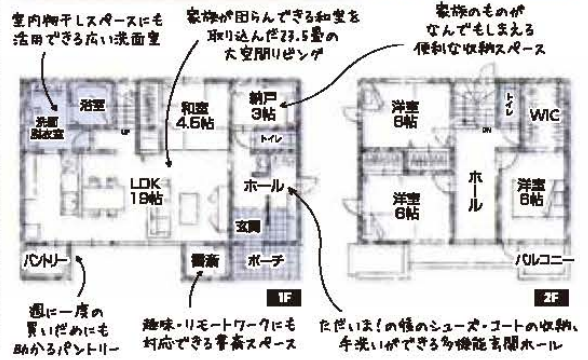 室内物干しスペースにも
活用できる広い洗面室
家族が団らんできる和室を
取り込んだ23.5畳の
大空間リビング
家族のものが
なんでもしまえる
便利な収納スペース
洗面
脱衣室
浴室
UP
和室
4.5帖
納戸
3帖
トイレ
LDK
19帖
ホール
玄関
パントリー
書斎
ポーチ
1F
洋室
8帖
DN
トイレ
WIC
洋室
6帖
ホール
洋室
6帖
バルコニー
2F
週に一度の
買いだめにも
助かるパントリー
趣味・リモートワークにも
対応できる書斎スペース
ただいま!の後のシューズ・コートの収納、
手洗いができる多機能玄関ホール